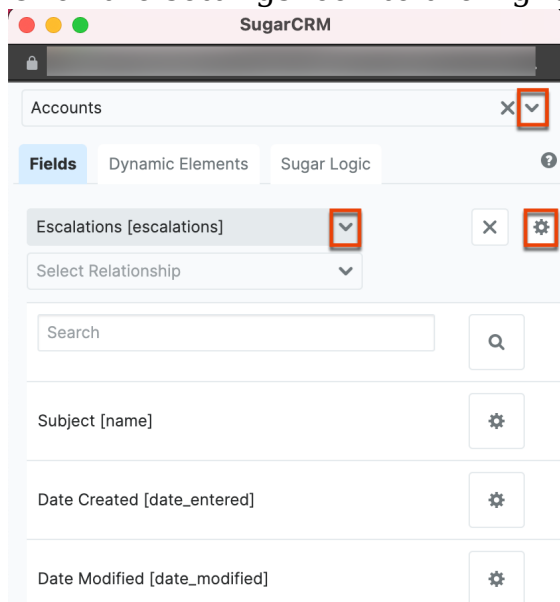 SugarCRM
Accounts
Fields Dynamic Elements Sugar Logic
Escalations [escalations]
Select Relationship
Search
Subject [name]
Date Created [date_entered]
Date Modified [date_modified]